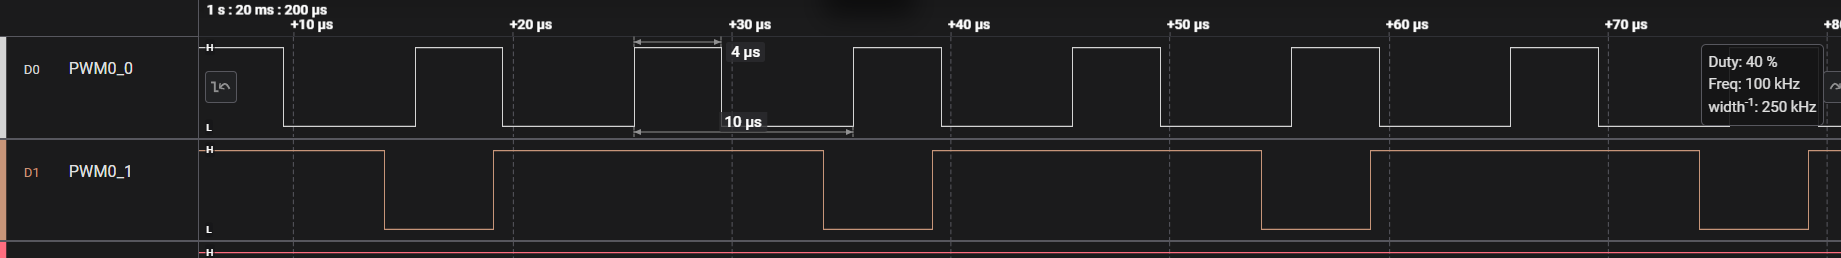 1 s : 20 ms : 200 µs
+10 µs +20 µs +30 µs +40 µs +50 µs +60 µs +70 µs +8
H
D0 PWM0_0
4 µs
Duty: 40 %
Freq: 100 kHz
width-1: 250 kHz
10 µs
L
H
D1 PWM0_1
L
H